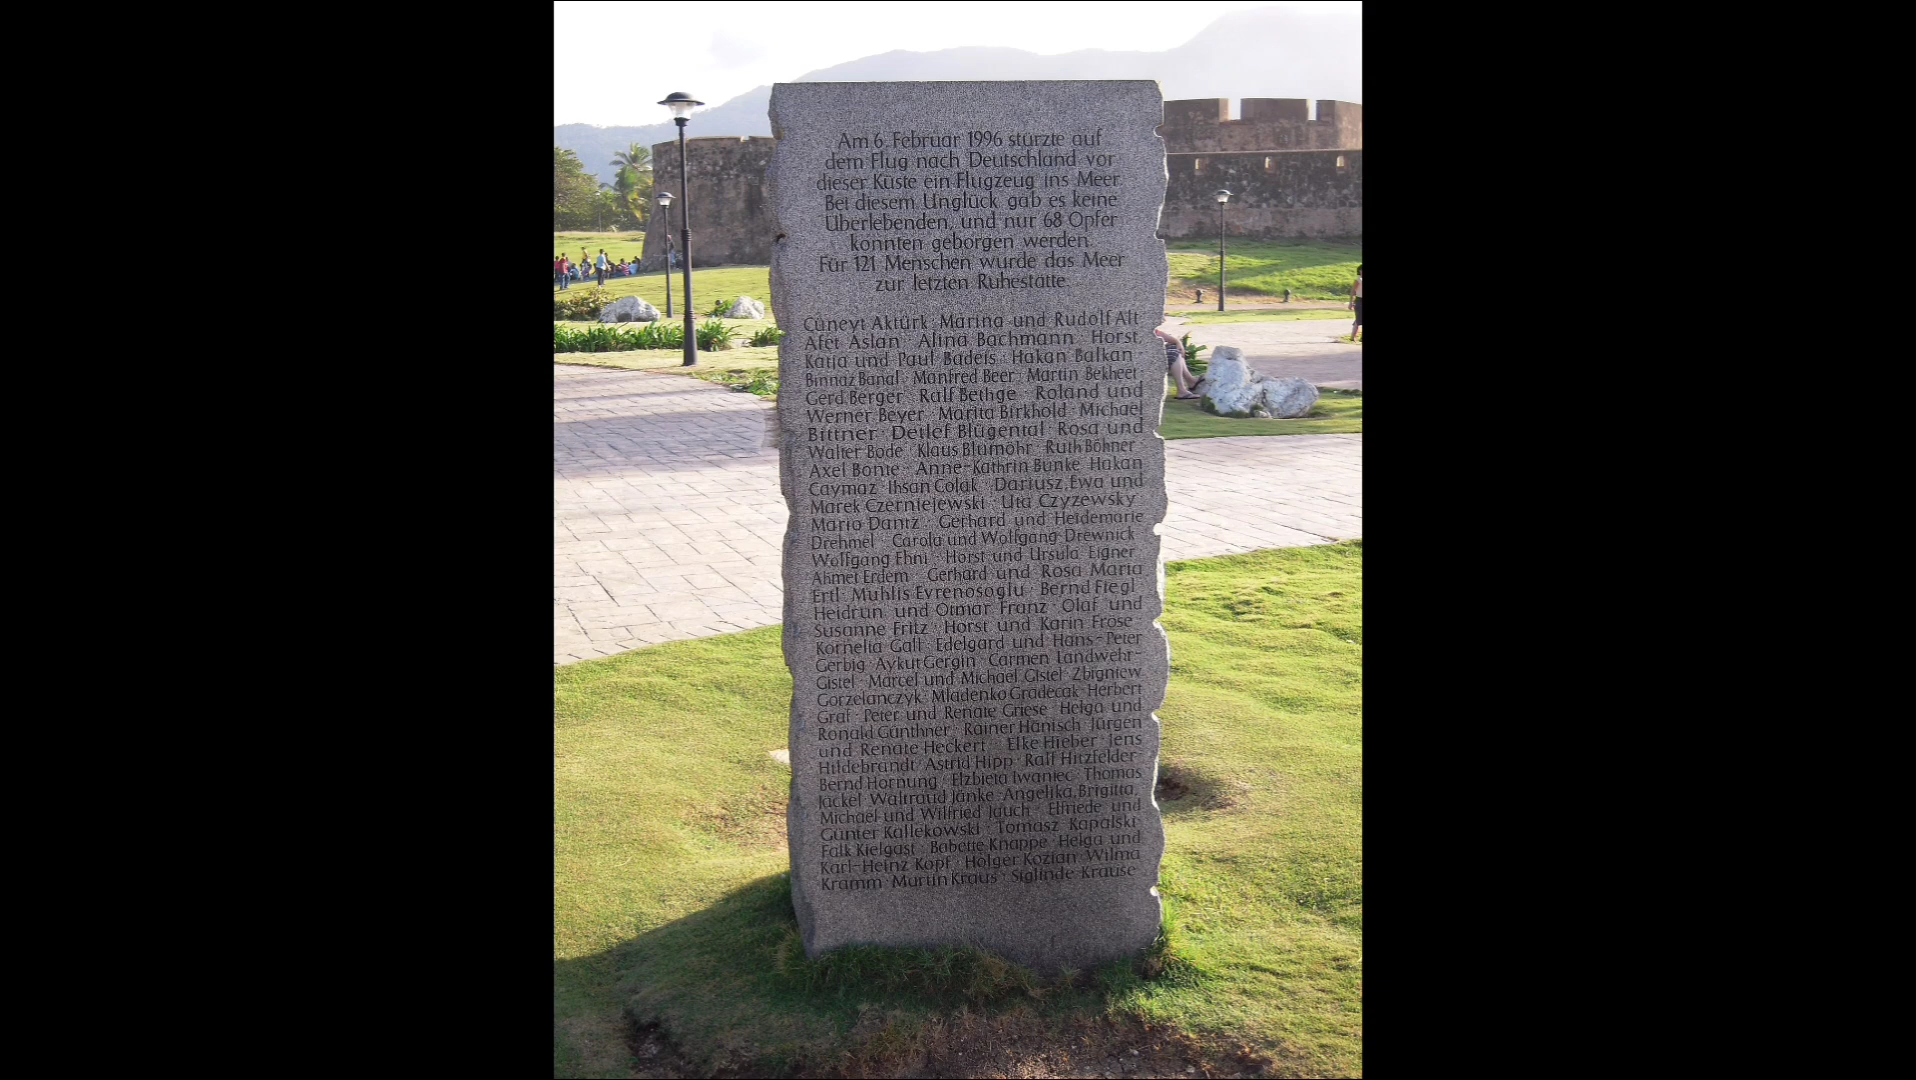 Am 6. Februar 1996 stürzte auf
dem Flug nach Deutschland vor
dieser Küste ein Flugzeug ins Meer.
Bei diesem Unglück gab es keine
Überlebenden, und nur 68 Opfer
konnten geborgen werden.
Für 121 Menschen wurde das Meer
zur letzten Ruhestätte.
Cüneyt Aktürk · Marina und Rudolf Alt
Afet Aslan · Alina Bachmann · Horst,
Katja und Paul Badeis · Hakan Balkan ·
Binnaz Banal · Manfred Beer · Martin Bekheet ·
Gerd Berger · Ralf Bethge · Roland und
Werner Beyer · Marita Birkhold · Michael
Bittner · Detlef Blügental · Rosa und
Walter Bode · Klaus Blumöhr · Ruth Böhner ·
Axel Bonte · Anne-Kathrin Bunke · Hakan
Caymaz · Ihsan Colak · Dariusz, Ewa und
Marek Czerniejewski · Uta Czyzewsky ·
Mario Dantz · Gerhard und Heidemarie
Drehmel · Carola und Wolfgang Drewnick
Wolfgang Ehni · Horst und Ursula Eigner
Ahmet Erdem · Gerhard und Rosa Maria
Ertl · Muhlis Evrenosoglu · Bernd Fiegl ·
Heidrun und Otmar Franz · Olaf und
Susanne Fritz · Horst und Karin Frose ·
Kornelia Gall · Edelgard und Hans-Peter
Gerbig · Aykut Gergin · Carmen Landwehr-
Gistel · Marcel und Michael Gistel · Zbigniew
Gorzelanczyk · Mladenko Gradecak · Herbert
Graf · Peter und Renate Griese · Helga und
Ronald Günthner · Rainer Hänisch · Jürgen
und Renate Heckert · Elke Hieber · Jens
Hildebrandt · Astrid Hipp · Ralf Hitzfelder ·
Bernd Hornung · Elzbieta Iwaniec · Thomas
Jäckel · Waltraud Jänke · Angelika, Brigitta,
Michael und Wilfried Jauch · Elfriede und
Günter Kallekowski · Tomasz Kapalski ·
Falk Kielgast · Babette Knappe · Helga und
Karl-Heinz Kopf · Holger Kozian · Wilma
Kramm · Martin Kraus · Siglinde Krause